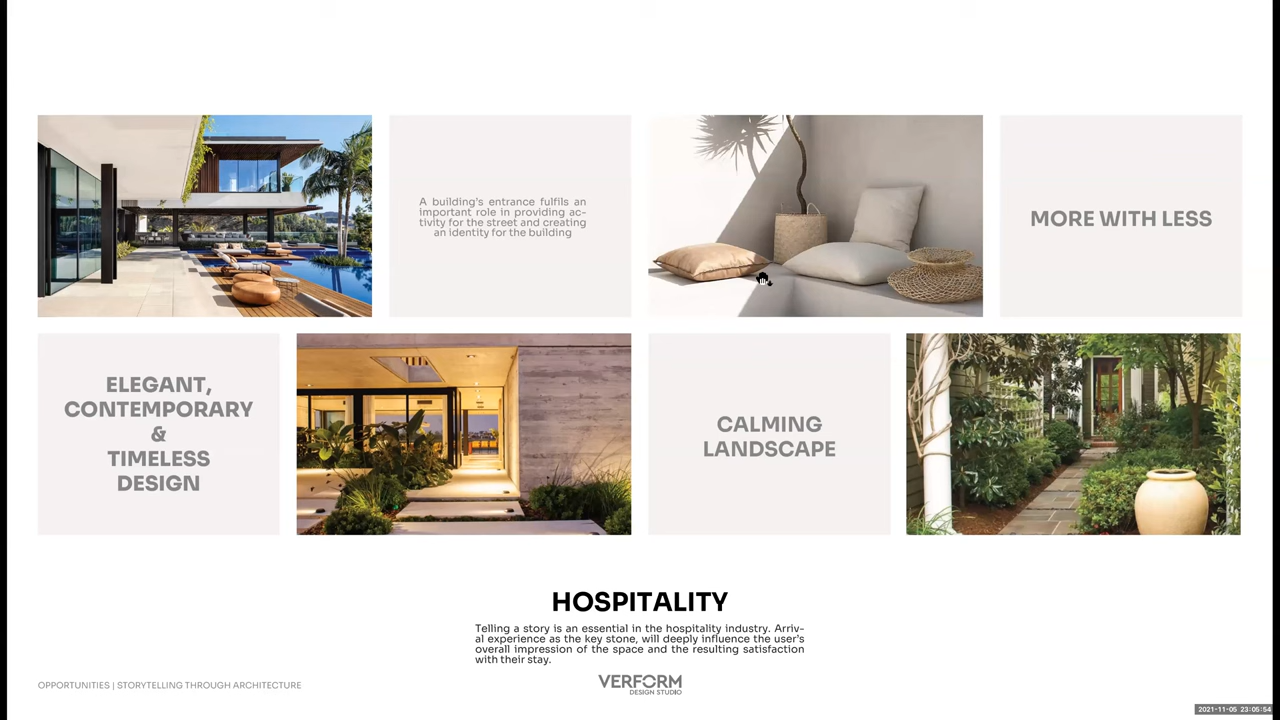 A building's entrance fulfils an
important role in providing ac-
tivity for the street and creating
an identity for the building
MORE WITH LESS
ELEGANT,
CONTEMPORARY
&
TIMELESS
DESIGN
CALMING
LANDSCAPE
HOSPITALITY
Telling a story is an essential in the hospitality industry. Arriv-
al experience as the key stone, will deeply influence the user's
overall impression of the space and the resulting satisfaction
with their stay.
OPPORTUNITIES | STORYTELLING THROUGH ARCHITECTURE
VERFORM
DESIGN STUDIO
2021-11-05 23:05:54